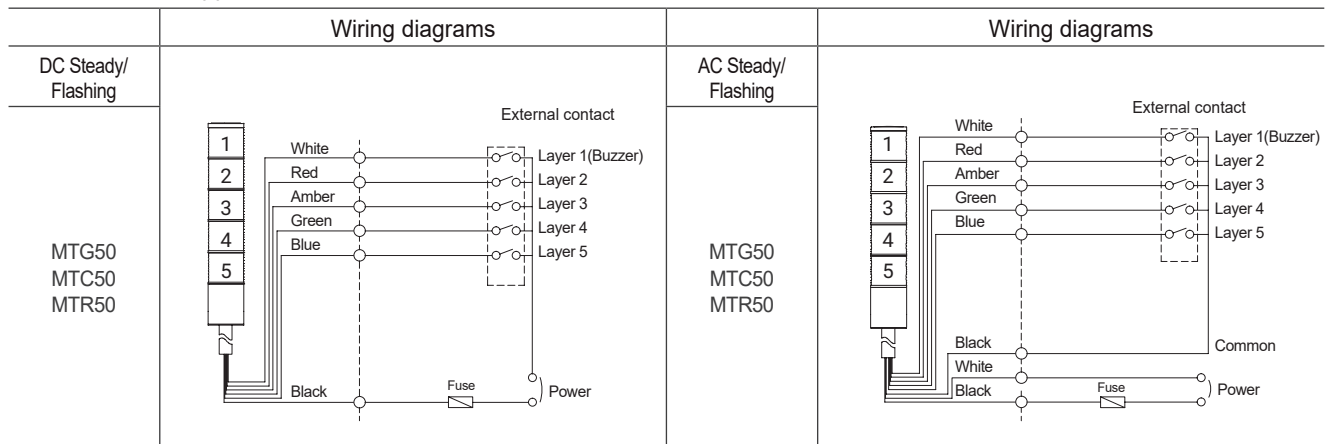 Wiring diagrams
Wiring diagrams
DC Steady/
Flashing
MTG50
MTC50
MTR50
External contact
1
2
3
4
5
White
Red
Amber
Green
Blue
Layer 1(Buzzer)
Layer 2
Layer 3
Layer 4
Layer 5
Black
Fuse
Power
AC Steady/
Flashing
MTG50
MTC50
MTR50
External contact
1
2
3
4
5
White
Red
Amber
Green
Blue
Layer 1(Buzzer)
Layer 2
Layer 3
Layer 4
Layer 5
Black
Common
White
Black
Fuse
Power